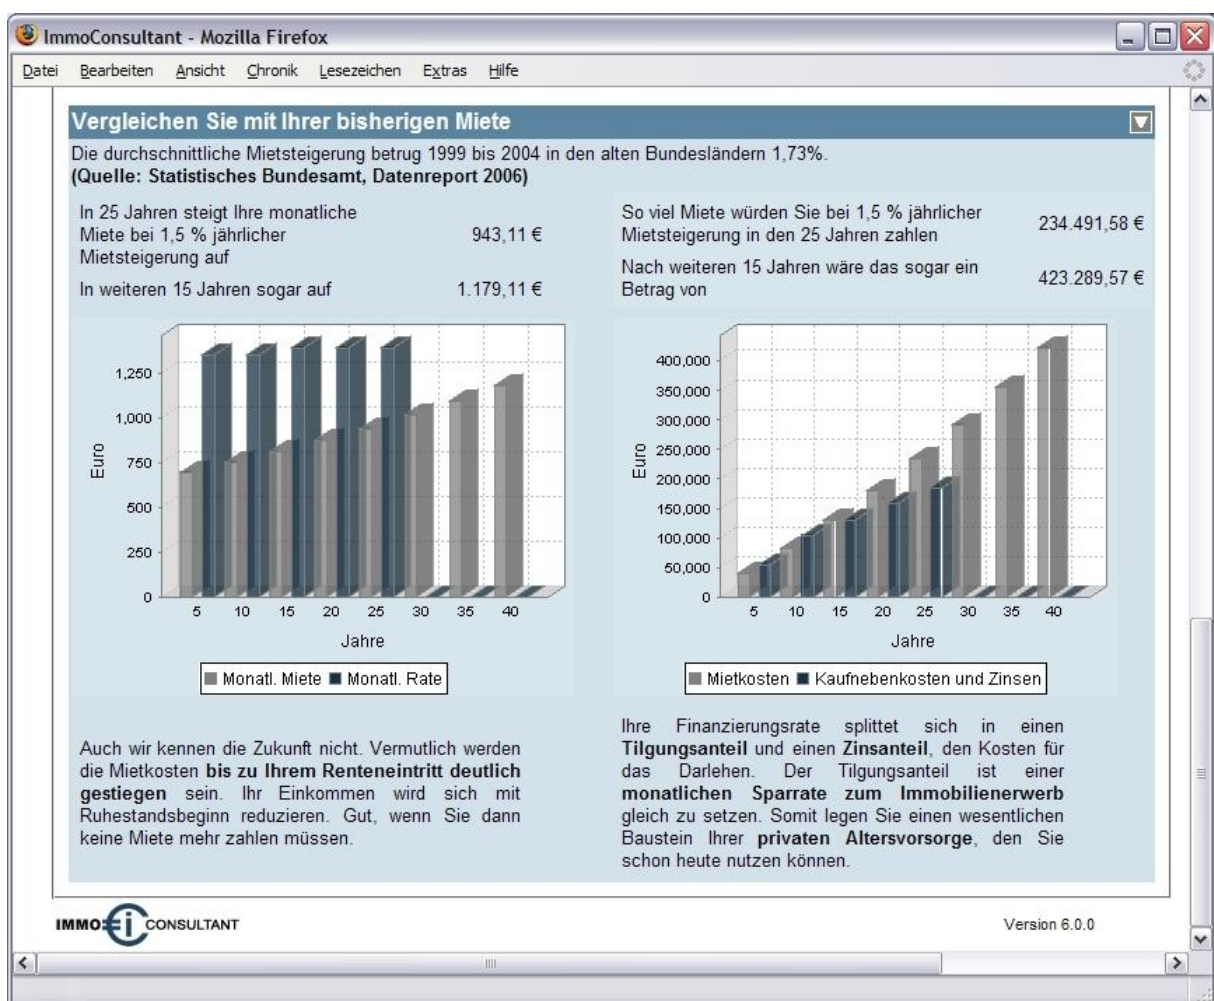 ImmoConsultant - Mozilla Firefox
Datei Bearbeiten Ansicht Chronik Lesezeichen Extras Hilfe
Vergleichen Sie mit Ihrer bisherigen Miete
Die durchschnittliche Mietsteigerung betrug 1999 bis 2004 in den alten Bundesländern 1,73%.
(Quelle: Statistisches Bundesamt, Datenreport 2006)
In 25 Jahren steigt Ihre monatliche
Miete bei 1,5 % jährlicher 943,11 €
Mietsteigerung auf
In weiteren 15 Jahren sogar auf 1.179,11 €
So viel Miete würden Sie bei 1,5 % jährlicher
Mietsteigerung in den 25 Jahren zahlen
234.491,58 €
Nach weiteren 15 Jahren wäre das sogar ein
Betrag von
423.289,57 €
1,250
1,000
750
500
250
0
Euro
5 10 15 20 25 30 35 40
Jahre
Monatl. Miete Monatl. Rate
400,000
350,000
300,000
250,000
200,000
150,000
100,000
50,000
0
Euro
5 10 15 20 25 30 35 40
Jahre
Mietkosten Kaufnebenkosten und Zinsen
Auch wir kennen die Zukunft nicht. Vermutlich werden
die Mietkosten bis zu Ihrem Renteneintritt deutlich
gestiegen sein. Ihr Einkommen wird sich mit
Ruhestandsbeginn reduzieren. Gut, wenn Sie dann
keine Miete mehr zahlen müssen.
Ihre Finanzierungsrate splittet sich in einen
Tilgungsanteil und einen Zinsanteil, den Kosten für
das Darlehen. Der Tilgungsanteil ist einer
monatlichen Sparrate zum Immobilienerwerb
gleich zu setzen. Somit legen Sie einen wesentlichen
Baustein Ihrer privaten Altersvorsorge, den Sie
schon heute nutzen können.
IMMO CONSULTANT
Version 6.0.0